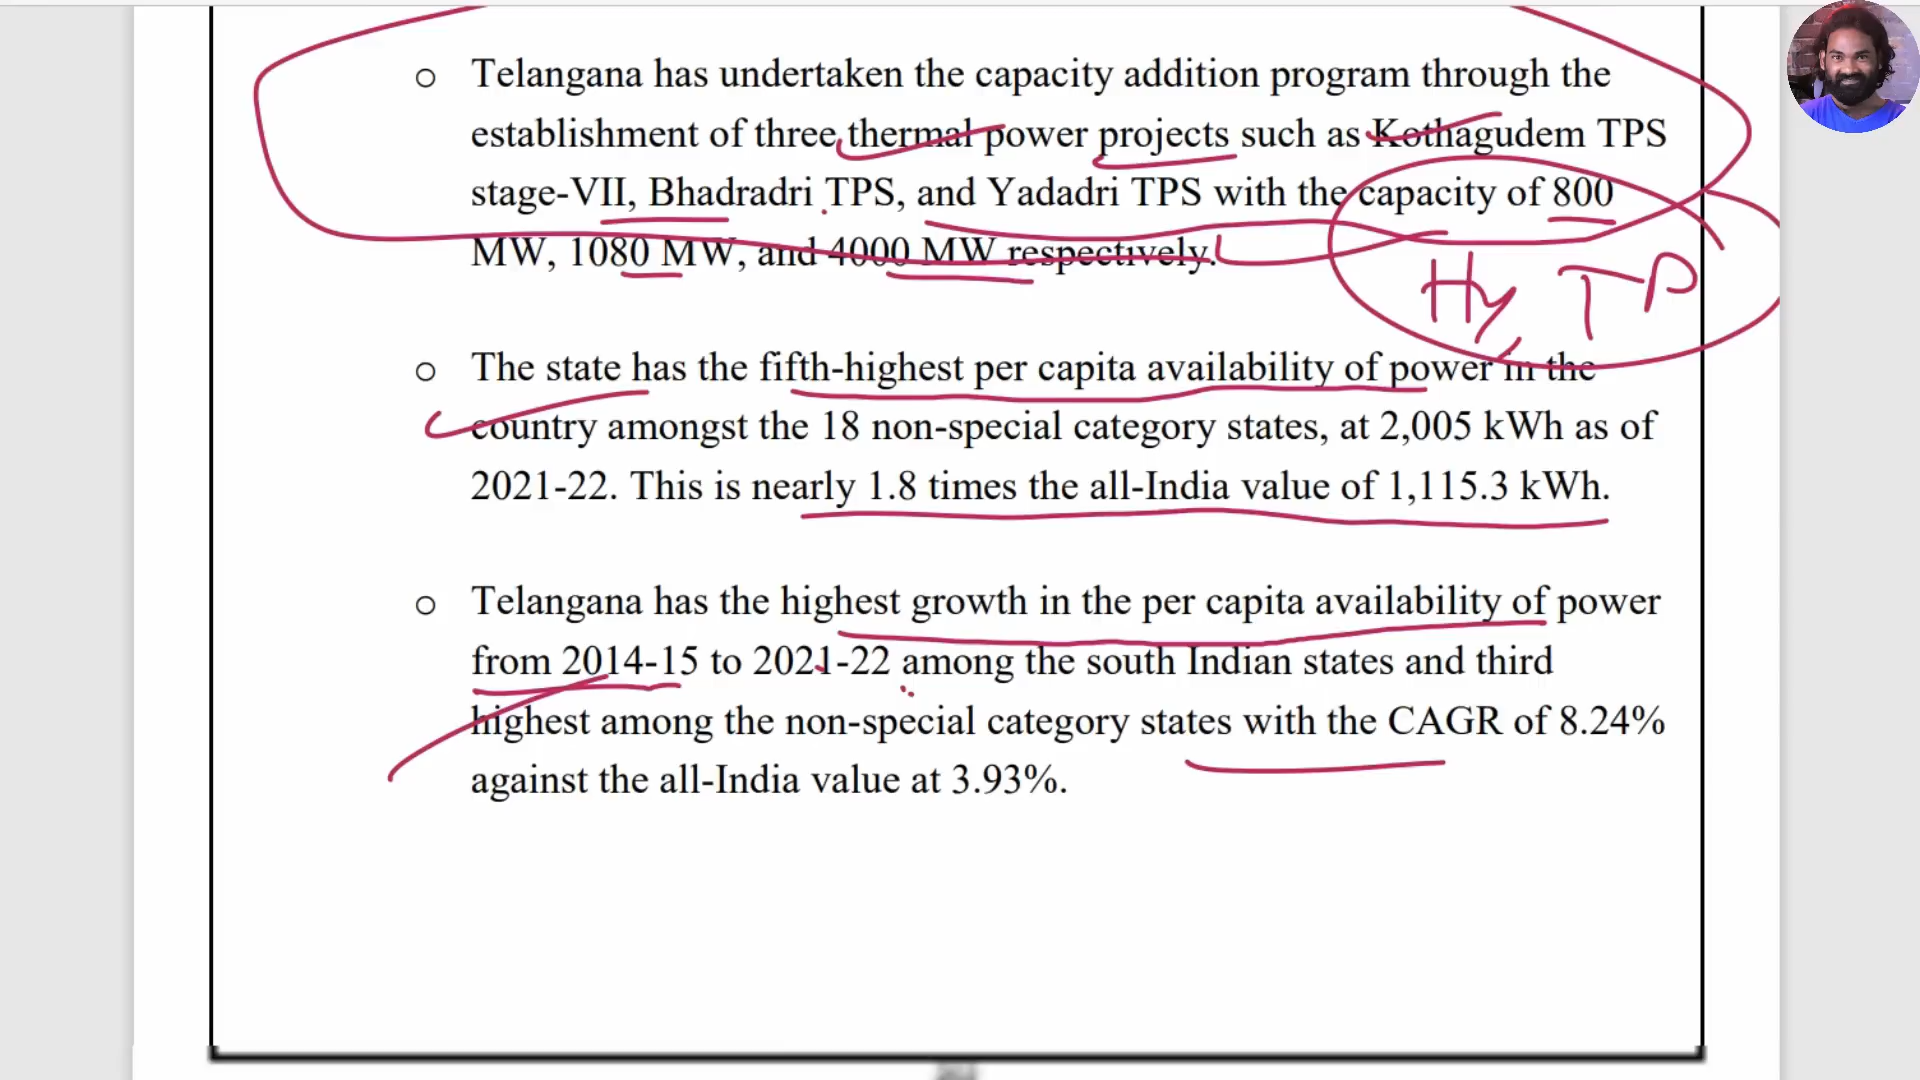 o Telangana has undertaken the capacity addition program through the
establishment of three thermal power projects such as Kothagudem TPS
stage-VII, Bhadradri TPS, and Yadadri TPS with the capacity of 800
MW, 1080 MW, and 4000 MW respectively.
Hy, TP
o The state has the fifth-highest per capita availability of power in the
country amongst the 18 non-special category states, at 2,005 kWh as of
2021-22. This is nearly 1.8 times the all-India value of 1,115.3 kWh.
o Telangana has the highest growth in the per capita availability of power
from 2014-15 to 2021-22 among the south Indian states and third
highest among the non-special category states with the CAGR of 8.24%
against the all-India value at 3.93%.